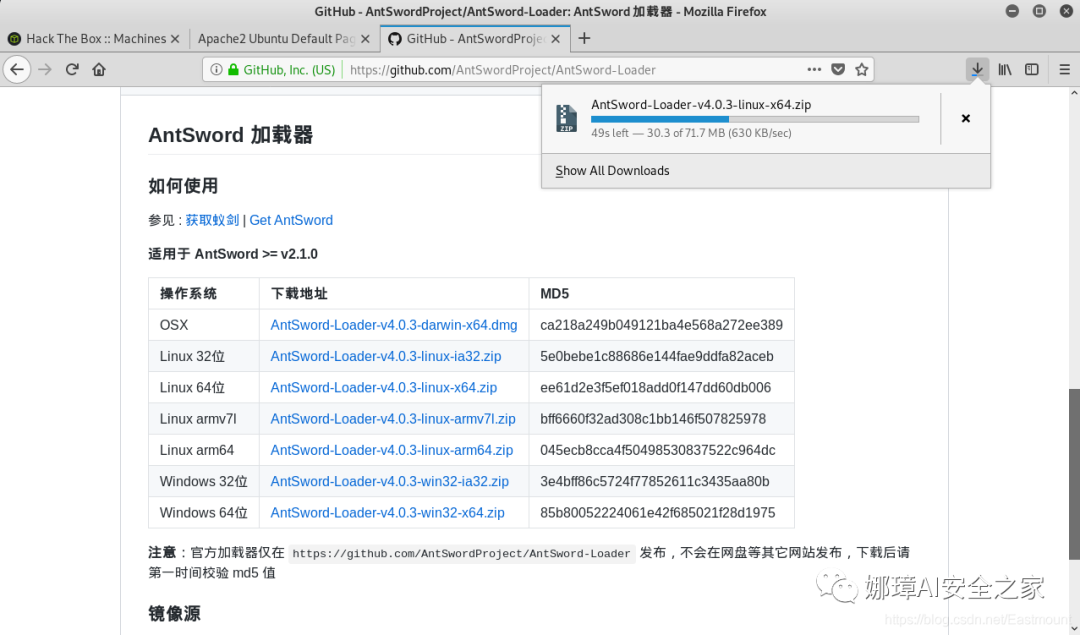 GitHub - AntSwordProject/AntSword-Loader: AntSword 加载器 - Mozilla Firefox
Hack The Box :: Machines
Apache2 Ubuntu Default Pag
GitHub - AntSwordProje
GitHub, Inc. (US)
https://github.com/AntSwordProject/AntSword-Loader
AntSword-Loader-v4.0.3-linux-x64.zip
ZIP
49s left — 30.3 of 71.7 MB (630 KB/sec)
Show All Downloads
AntSword 加载器
如何使用
参见 : 获取蚁剑 | Get AntSword
适用于 AntSword >= v2.1.0
操作系统 下载地址 MD5
OSX AntSword-Loader-v4.0.3-darwin-x64.dmg ca218a249b049121ba4e568a272ee389
Linux 32位 AntSword-Loader-v4.0.3-linux-ia32.zip 5e0bebe1c88686e144fae9ddfa82aceb
Linux 64位 AntSword-Loader-v4.0.3-linux-x64.zip ee61d2e3f5ef018add0f147dd60db006
Linux armv7l AntSword-Loader-v4.0.3-linux-armv7l.zip bff6660f32ad308c1bb146f507825978
Linux arm64 AntSword-Loader-v4.0.3-linux-arm64.zip 045ecb8cca4f50498530837522c964dc
Windows 32位 AntSword-Loader-v4.0.3-win32-ia32.zip 3e4bff86c5724f77852611c3435aa80b
Windows 64位 AntSword-Loader-v4.0.3-win32-x64.zip 85b80052224061e42f685021f28d1975
注意：官方加载器仅在 https://github.com/AntSwordProject/AntSword-Loader 发布，不会在网盘等其它网站发布，下载后请
第一时间校验 md5 值
娜璋AI安全之家
镜像源
https://blog.csdn.net/Eastmount